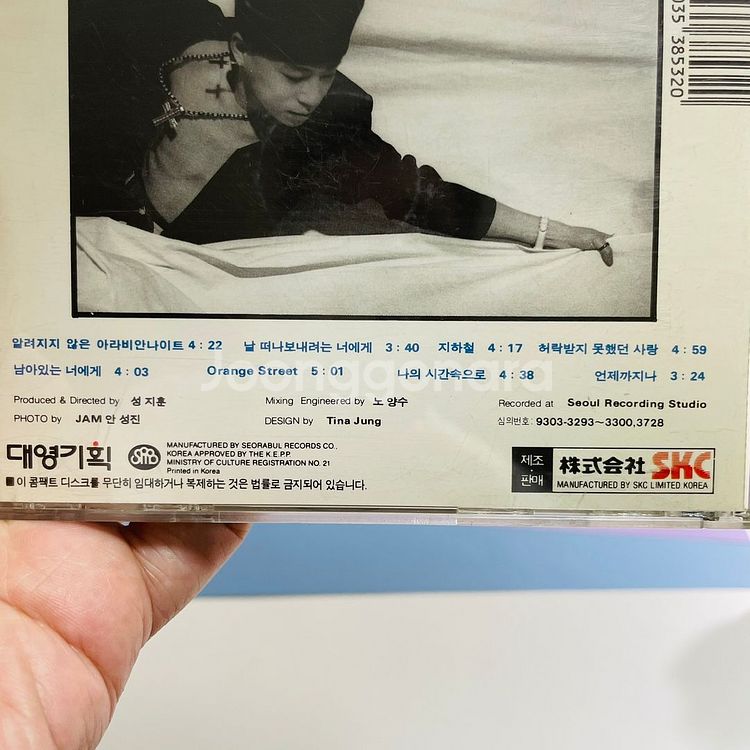 035 385320
알려지지 않은 아라비안나이트 4 : 22 날 떠나보내려는 너에게 3 : 40 지하철 4 : 17 허락받지 못했던 사랑 4 : 59
남아있는 너에게 4 : 03 Orange Street 5 : 01 나의 시간속으로 4 : 38 언제까지나 3 : 24
Joonggonara
Produced & Directed by 성 지훈 Mixing Engineered by 노 양수 Recorded at Seoul Recording Studio
PHOTO by JAM 안 성진 DESIGN by Tina Jung 심의번호: 9303-3293~3300,3728
대영기획 SRB MANUFACTURED BY SEORABUL RECORDS CO..
KOREA APPROVED BY THE K.E.P.P.
MINISTRY OF CULTURE REGISTRATION NO. 21
Printed in Korea
■ 이 콤팩트 디스크를 무단히 임대하거나 복제하는 것은 법률로 금지되어 있습니다.
제조
판매
株式会社 SKC
MANUFACTURED BY SKC LIMITED KOREA